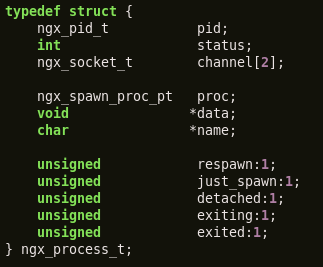 typedef struct {
    ngx_pid_t           pid;
    int                 status;
    ngx_socket_t        channel[2];

    ngx_spawn_proc_pt   proc;
    void               *data;
    char               *name;

    unsigned            respawn:1;
    unsigned            just_spawn:1;
    unsigned            detached:1;
    unsigned            exiting:1;
    unsigned            exited:1;
} ngx_process_t;